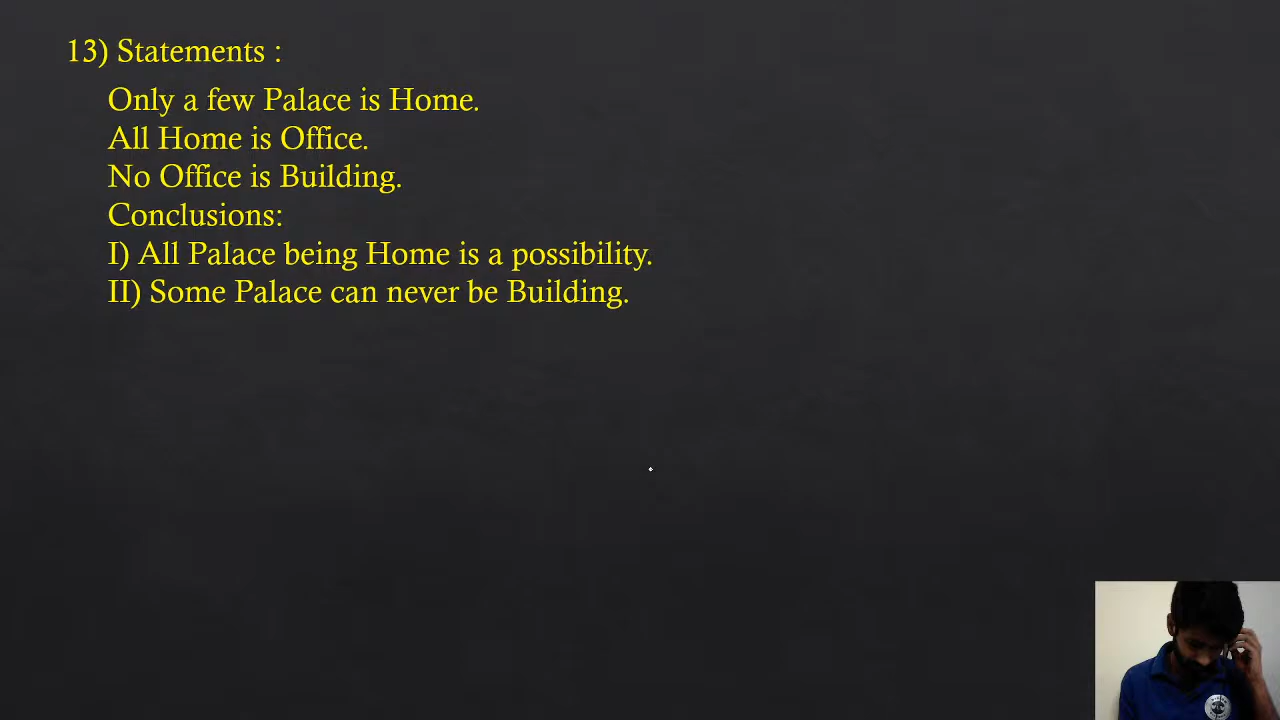 13) Statements :
Only a few Palace is Home.
All Home is Office.
No Office is Building.
Conclusions:
I) All Palace being Home is a possibility.
II) Some Palace can never be Building.